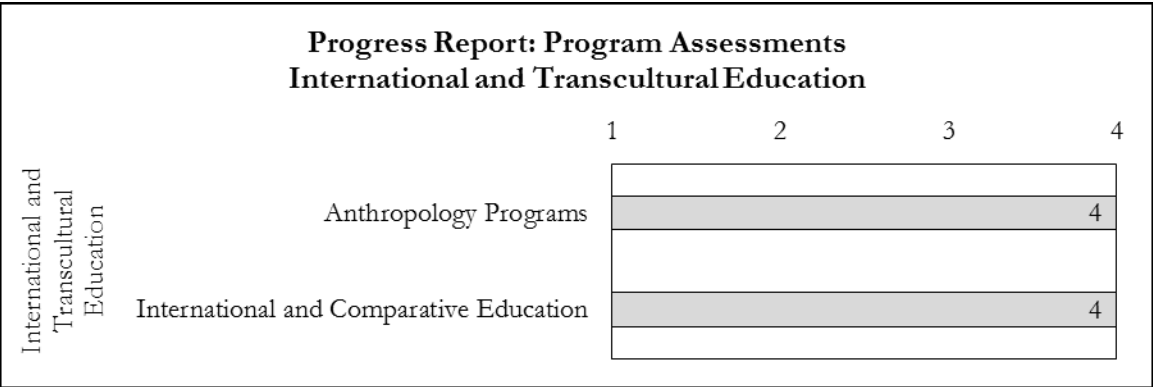 Progress Report: Program Assessments
International and Transcultural Education
1 2 3 4
International and
Transcultural
Education
Anthropology Programs 4
International and Comparative Education 4